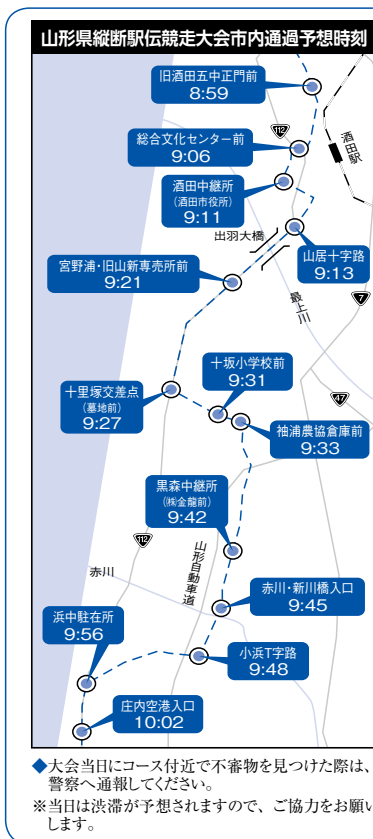 山形県縦断駅伝競走大会市内通過予想時刻
旧酒田五中正門前
8:59
112
総合文化センター前
9:06
酒田駅
酒田中継所
(酒田市役所)
9:11
出羽大橋
山居十字路
9:13
宮野浦・旧山新専売所前
9:21
最上川
7
十坂小学校前
9:31
十里塚交差点
(墓地前)
9:27
47
袖浦農協倉庫前
9:33
黒森中継所
(㈱金龍前)
9:42
112
山形自動車道
赤川
赤川・新川橋入口
9:45
浜中駐在所
9:56
小浜T字路
9:48
庄内空港入口
10:02
◆大会当日にコース付近で不審物を見つけた際は、
警察へ通報してください。
※当日は渋滞が予想されますので、ご協力をお願い
します。